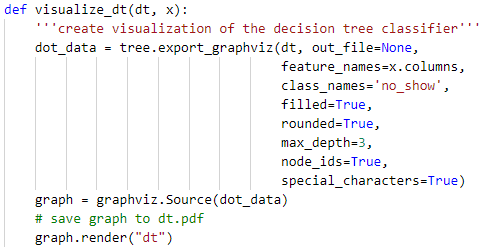 def visualize_dt(dt, x):
    '''create visualization of the decision tree classifier'''
    dot_data = tree.export_graphviz(dt, out_file=None,
                                    feature_names=x.columns,
                                    class_names='no_show',
                                    filled=True,
                                    rounded=True,
                                    max_depth=3,
                                    node_ids=True,
                                    special_characters=True)
    graph = graphviz.Source(dot_data)
    # save graph to dt.pdf
    graph.render("dt")